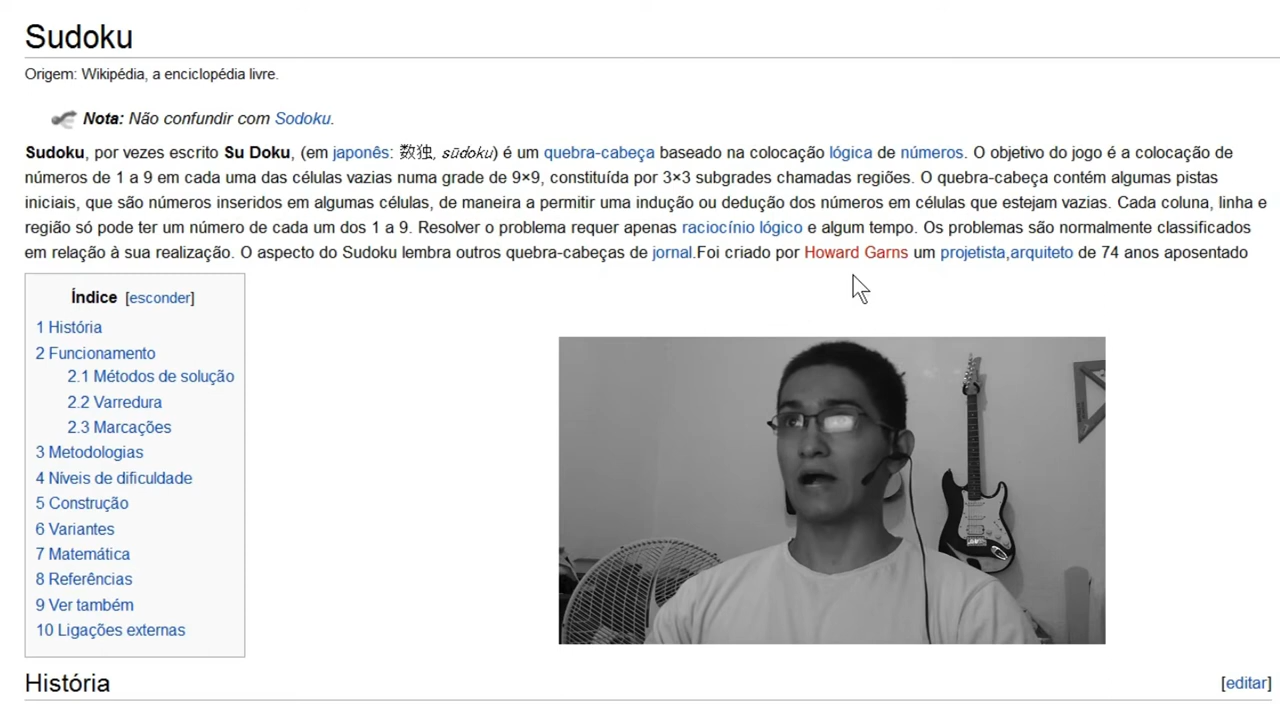 Sudoku
Origem: Wikipédia, a enciclopédia livre.
Nota: Não confundir com Sodoku.
Sudoku, por vezes escrito Su Doku, (em japonês: 数独, sūdoku) é um quebra-cabeça baseado na colocação lógica de números. O objetivo do jogo é a colocação de
números de 1 a 9 em cada uma das células vazias numa grade de 9×9, constituída por 3×3 subgrades chamadas regiões. O quebra-cabeça contém algumas pistas
iniciais, que são números inseridos em algumas células, de maneira a permitir uma indução ou dedução dos números em células que estejam vazias. Cada coluna, linha e
região só pode ter um número de cada um dos 1 a 9. Resolver o problema requer apenas raciocínio lógico e algum tempo. Os problemas são normalmente classificados
em relação à sua realização. O aspecto do Sudoku lembra outros quebra-cabeças de jornal.Foi criado por Howard Garns um projetista,arquiteto de 74 anos aposentado
Índice [esconder]
1 História
2 Funcionamento
2.1 Métodos de solução
2.2 Varredura
2.3 Marcações
3 Metodologias
4 Níveis de dificuldade
5 Construção
6 Variantes
7 Matemática
8 Referências
9 Ver também
10 Ligações externas
História [editar]